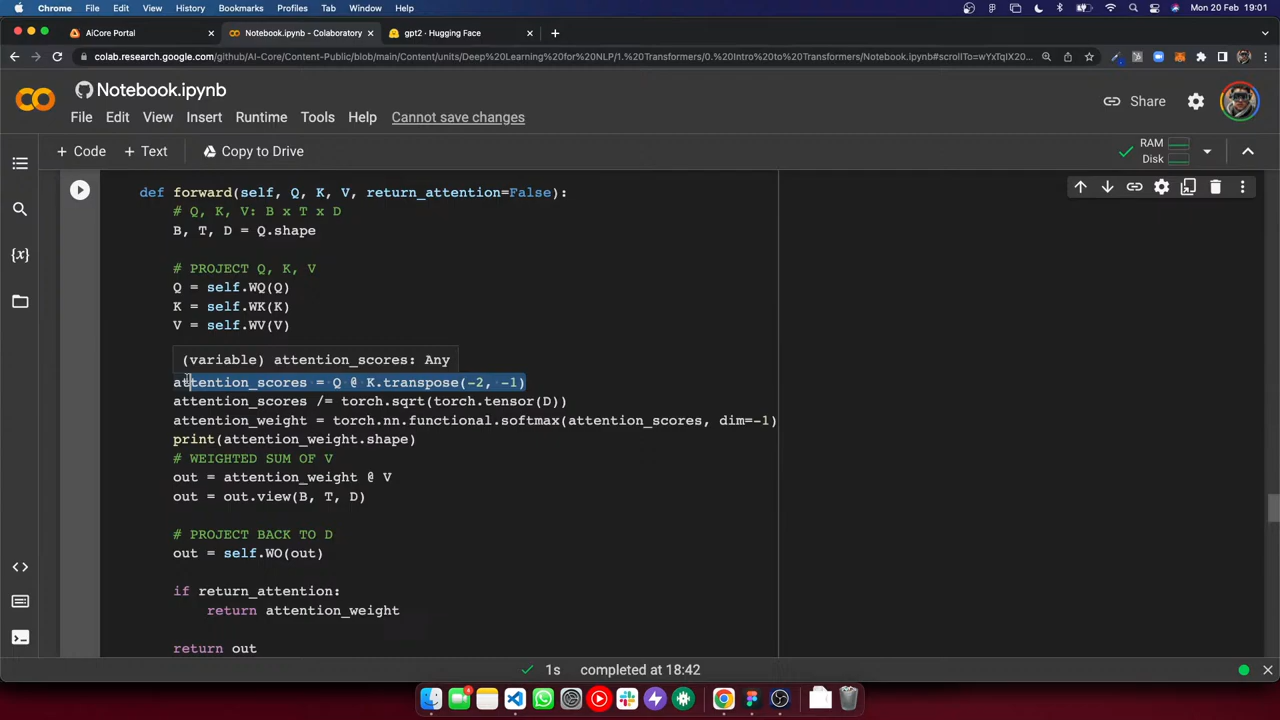 Chrome File Edit View History Bookmarks Profiles Tab Window Help Mon 20 Feb 19:01
AiCore Portal Notebook.ipynb - Colaboratory gpt2 - Hugging Face
colab.research.google.com/github/AI-Core/Content-Public/blob/main/Content/units/Deep%20Learning%20for%20NLP/1.%20Transformers/0.%20Intro%20to%20Transformers/Notebook.ipynb#scrollTo=wYxTqIX20...
Notebook.ipynb
Share
File Edit View Insert Runtime Tools Help Cannot save changes
+ Code + Text Copy to Drive
RAM
Disk
{x}
def forward(self, Q, K, V, return_attention=False):
# Q, K, V: B x T x D
B, T, D = Q.shape
# PROJECT Q, K, V
Q = self.WQ(Q)
K = self.WK(K)
V = self.WV(V)
(variable) attention_scores: Any
attention_scores = Q @ K.transpose(-2, -1)
attention_scores /= torch.sqrt(torch.tensor(D))
attention_weight = torch.nn.functional.softmax(attention_scores, dim=-1)
print(attention_weight.shape)
# WEIGHTED SUM OF V
out = attention_weight @ V
out = out.view(B, T, D)
# PROJECT BACK TO D
out = self.WO(out)
if return_attention:
return attention_weight
return out
1s completed at 18:42